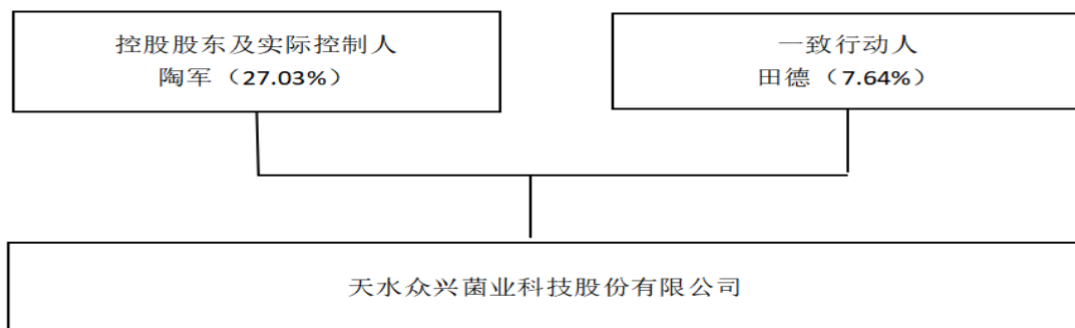 控股股东及实际控制人
陶军（27.03%）
一致行动人
田德（7.64%）
天水众兴菌业科技股份有限公司